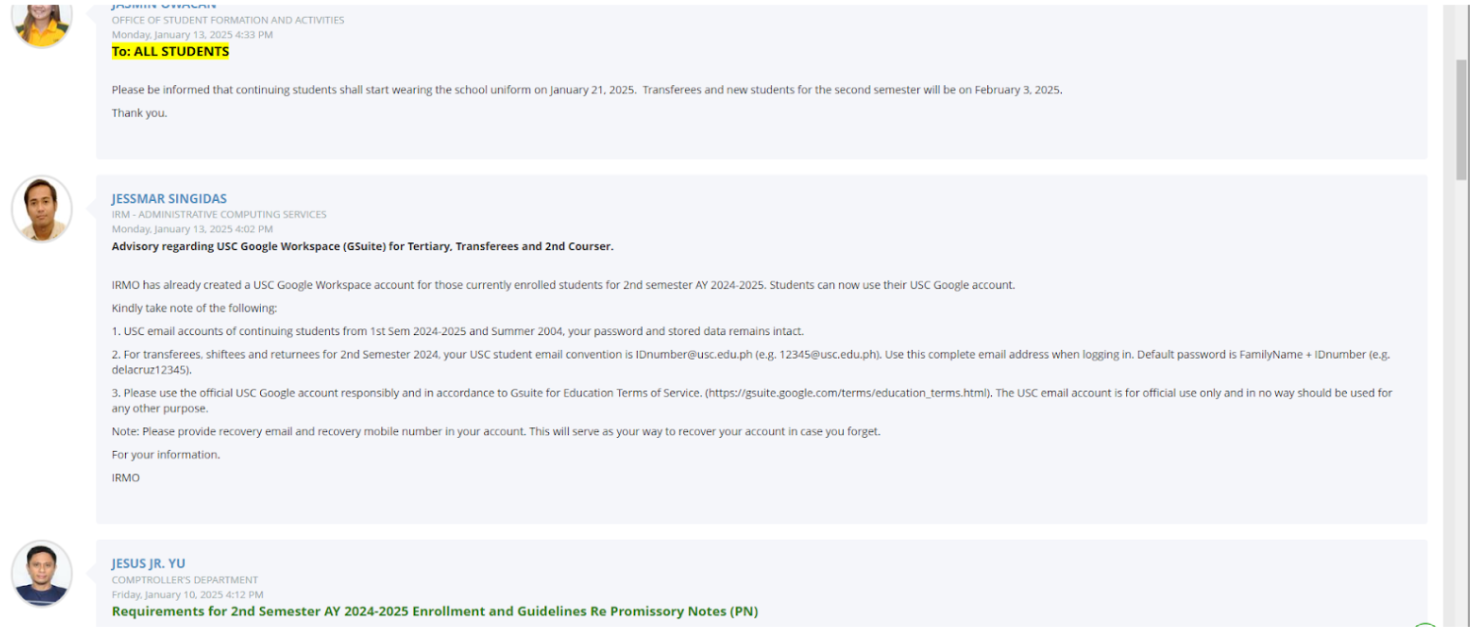 JASMIN OWACAN
OFFICE OF STUDENT FORMATION AND ACTIVITIES
Monday, January 13, 2025 4:33 PM
To: ALL STUDENTS
Please be informed that continuing students shall start wearing the school uniform on January 21, 2025. Transferees and new students for the second semester will be on February 3, 2025.
Thank you.
JESSMAR SINGIDAS
IRM - ADMINISTRATIVE COMPUTING SERVICES
Monday, January 13, 2025 4:02 PM
Advisory regarding USC Google Workspace (GSuite) for Tertiary, Transferees and 2nd Courser.
IRMO has already created a USC Google Workspace account for those currently enrolled students for 2nd semester AY 2024-2025. Students can now use their USC Google account.
Kindly take note of the following:
1. USC email accounts of continuing students from 1st Sem 2024-2025 and Summer 2004, your password and stored data remains intact.
2. For transferees, shiftees and returnees for 2nd Semester 2024, your USC student email convention is IDnumber@usc.edu.ph (e.g. 12345@usc.edu.ph). Use this complete email address when logging in. Default password is FamilyName + IDnumber (e.g.
delacruz12345).
3. Please use the official USC Google account responsibly and in accordance to Gsuite for Education Terms of Service. (https://gsuite.google.com/terms/education_terms.html). The USC email account is for official use only and in no way should be used for
any other purpose.
Note: Please provide recovery email and recovery mobile number in your account. This will serve as your way to recover your account in case you forget.
For your information.
IRMO
JESUS JR. YU
COMPTROLLER'S DEPARTMENT
Friday, January 10, 2025 4:12 PM
Requirements for 2nd Semester AY 2024-2025 Enrollment and Guidelines Re Promissory Notes (PN)